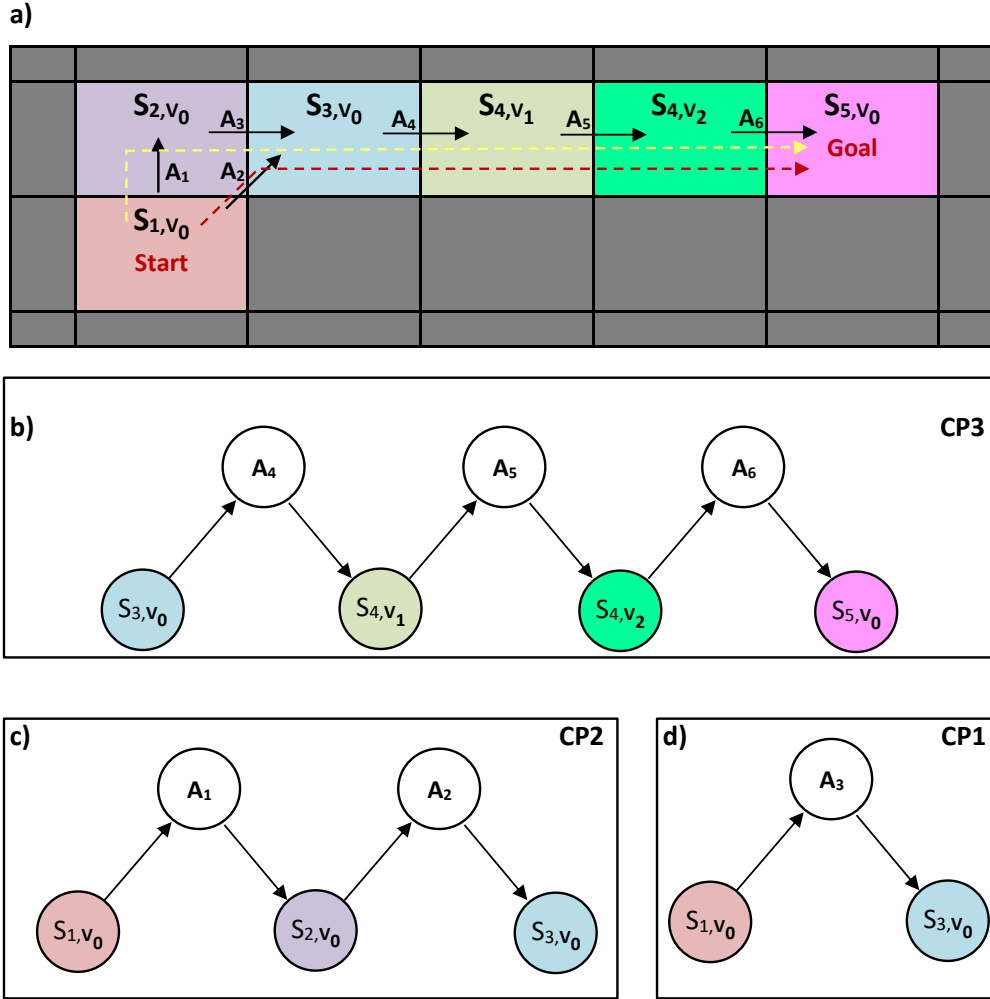 a)
S2,V0 A3 S3,V0 A4 S4,V1 A5 S4,V2 A6 S5,V0
Goal
A1 A2
S1,V0
Start
b) CP3
A4 A5 A6
S3,V0 S4,V1 S4,V2 S5,V0
c) CP2
A1 A2
S1,V0 S2,V0 S3,V0
d) CP1
A3
S1,V0 S3,V0